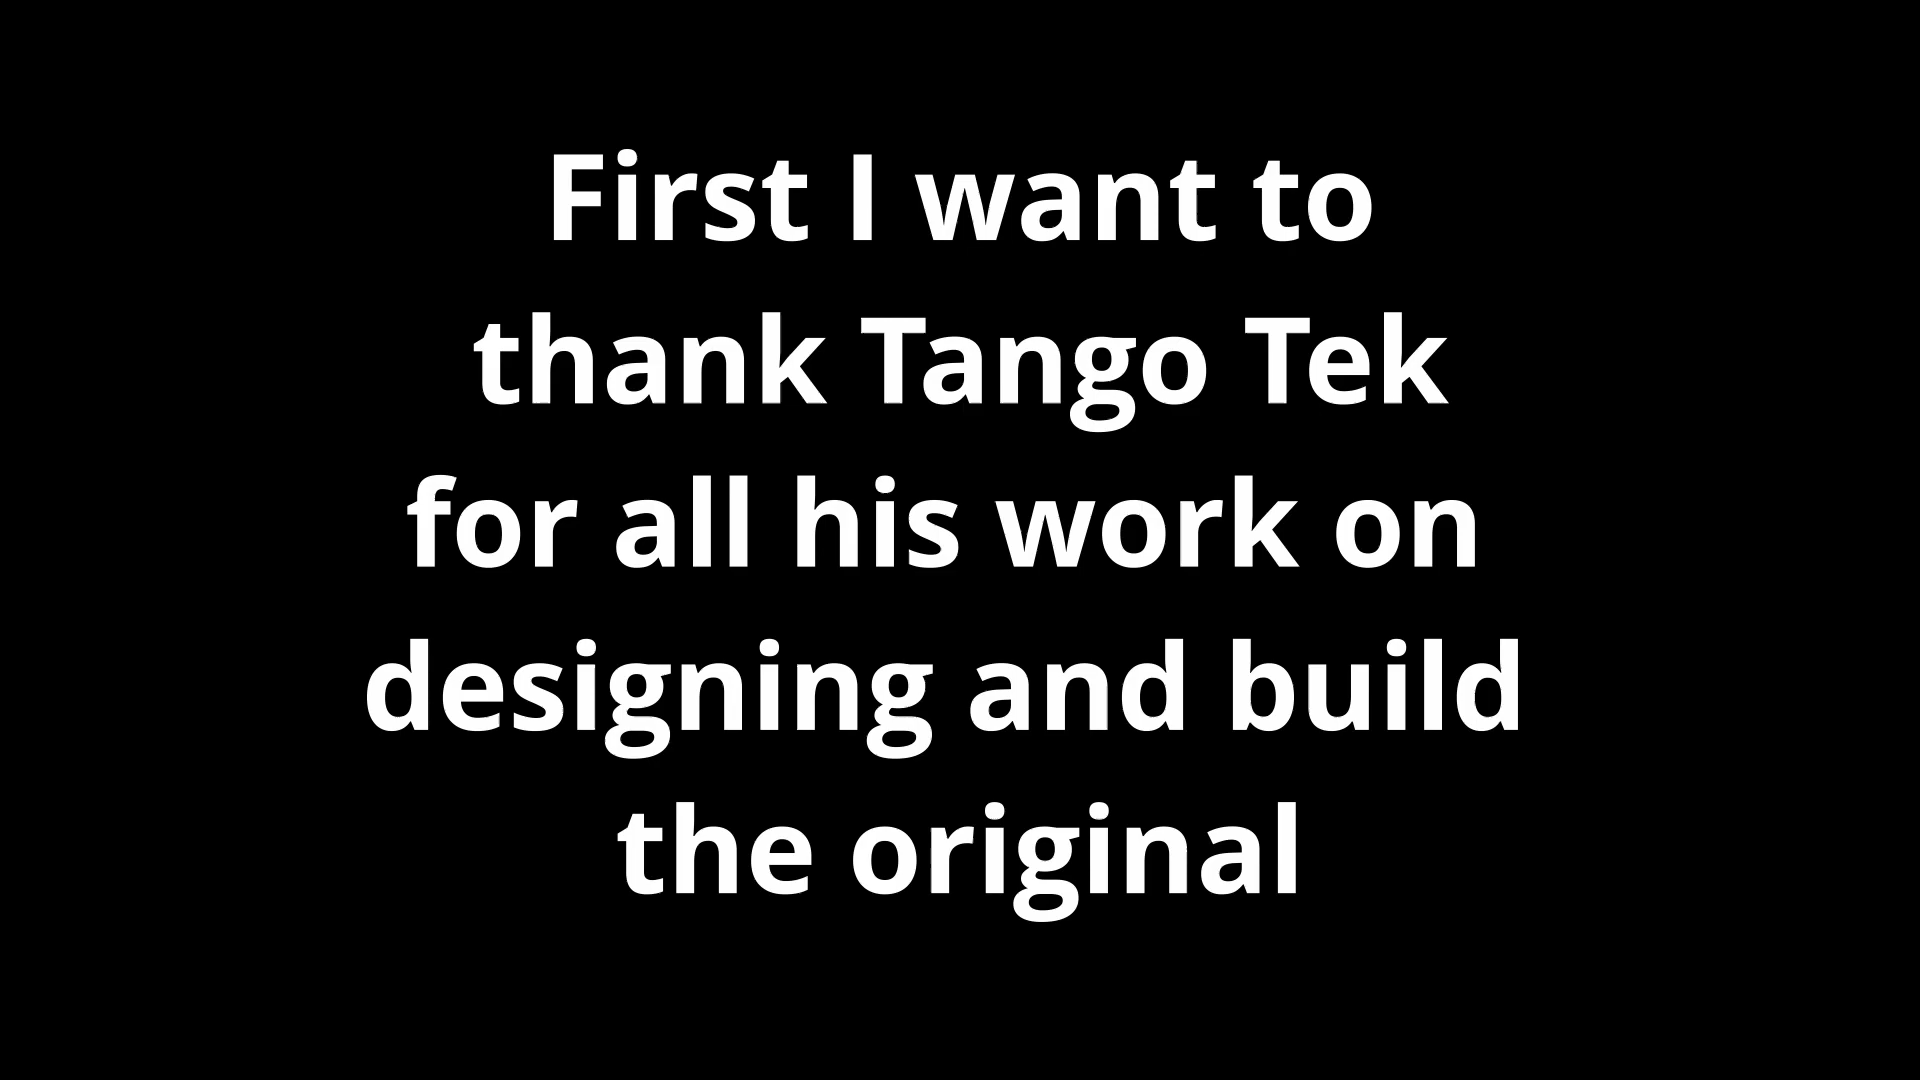 First I want to
thank Tango Tek
for all his work on
designing and build
the original